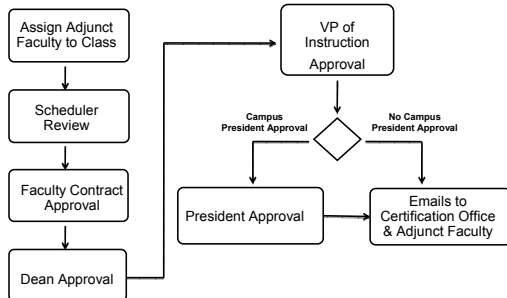 Assign Adjunct
Faculty to Class
Scheduler
Review
Faculty Contract
Approval
Dean Approval
VP of
Instruction
Approval
Campus
President Approval
No Campus
President Approval
President Approval
Emails to
Certification Office
& Adjunct Faculty